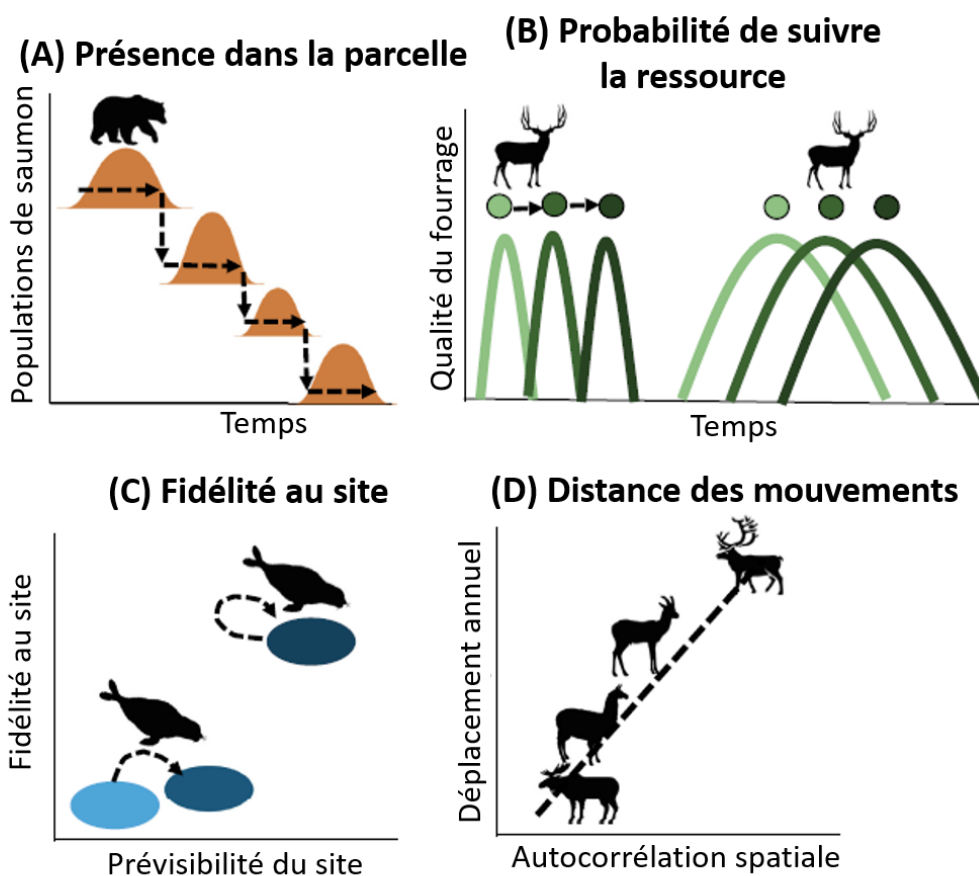 (A) Présence dans la parcelle
Populations de saumon
Temps
(B) Probabilité de suivre
la ressource
Qualité du fourrage
Temps
(C) Fidélité au site
Fidélité au site
Prévisibilité du site
(D) Distance des mouvements
Déplacement annuel
Autocorrélation spatiale